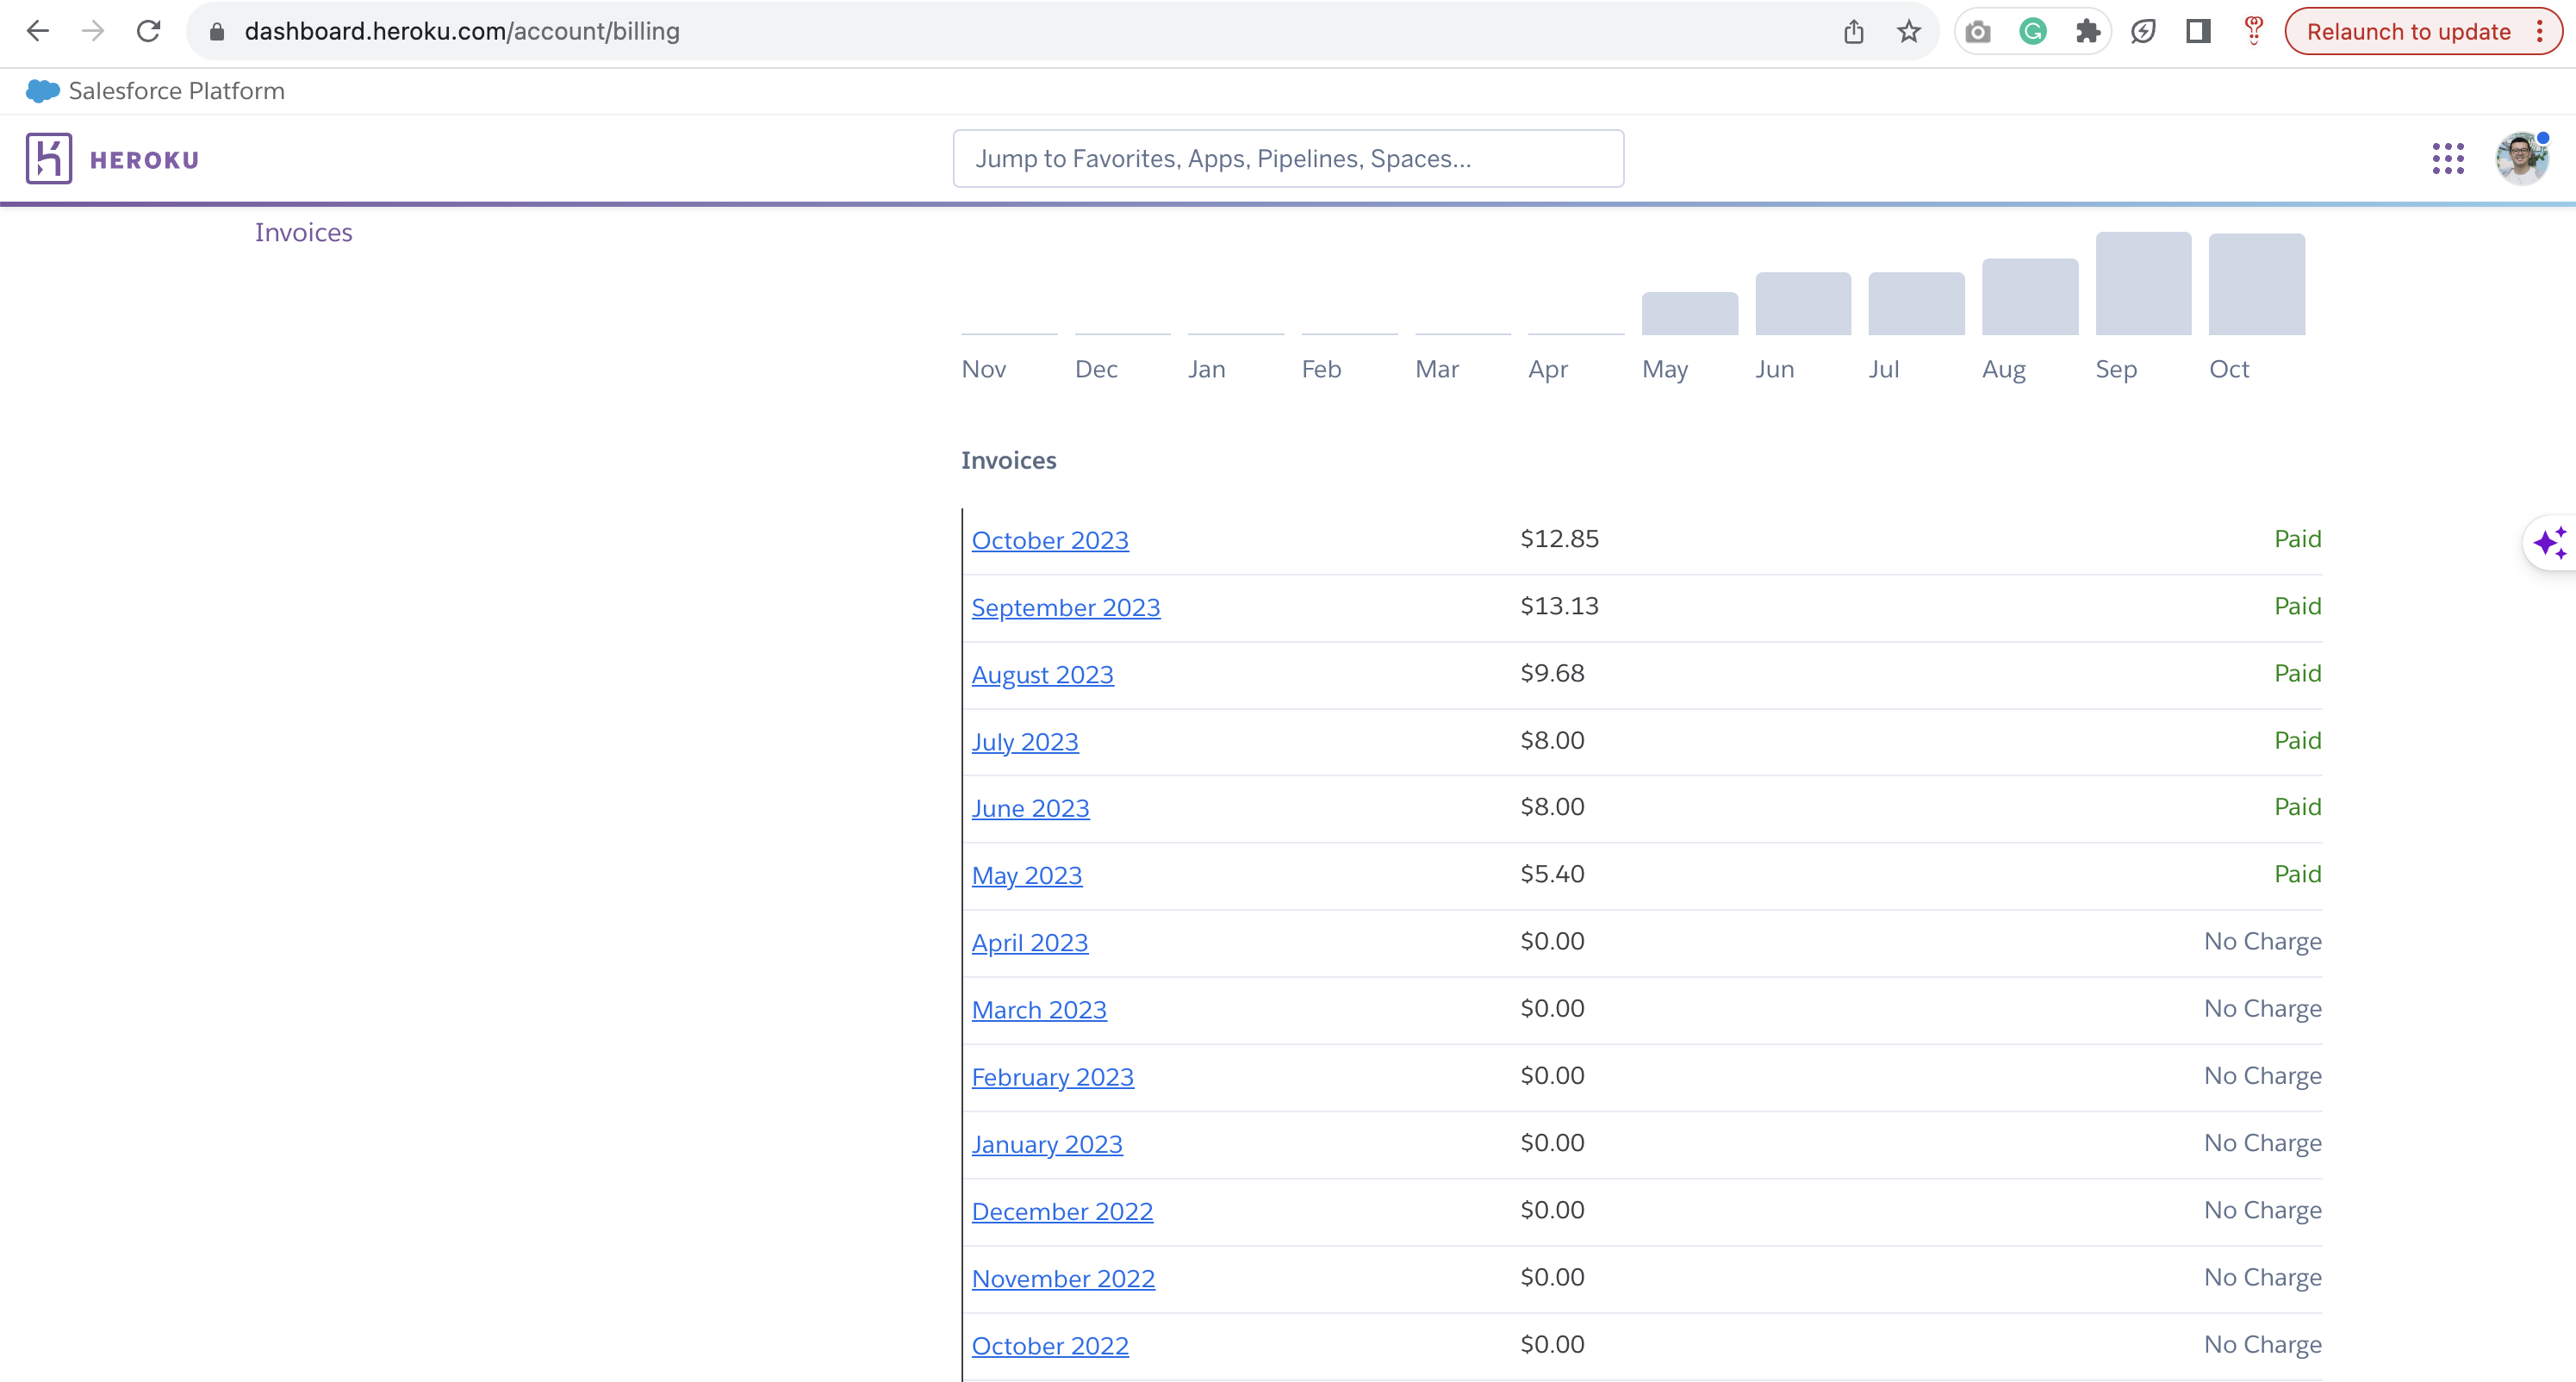 dashboard.heroku.com/account/billing
Relaunch to update
Salesforce Platform
HEROKU
Jump to Favorites, Apps, Pipelines, Spaces...
Invoices
Nov Dec Jan Feb Mar Apr May Jun Jul Aug Sep Oct
Invoices
October 2023 $12.85 Paid
September 2023 $13.13 Paid
August 2023 $9.68 Paid
July 2023 $8.00 Paid
June 2023 $8.00 Paid
May 2023 $5.40 Paid
April 2023 $0.00 No Charge
March 2023 $0.00 No Charge
February 2023 $0.00 No Charge
January 2023 $0.00 No Charge
December 2022 $0.00 No Charge
November 2022 $0.00 No Charge
October 2022 $0.00 No Charge